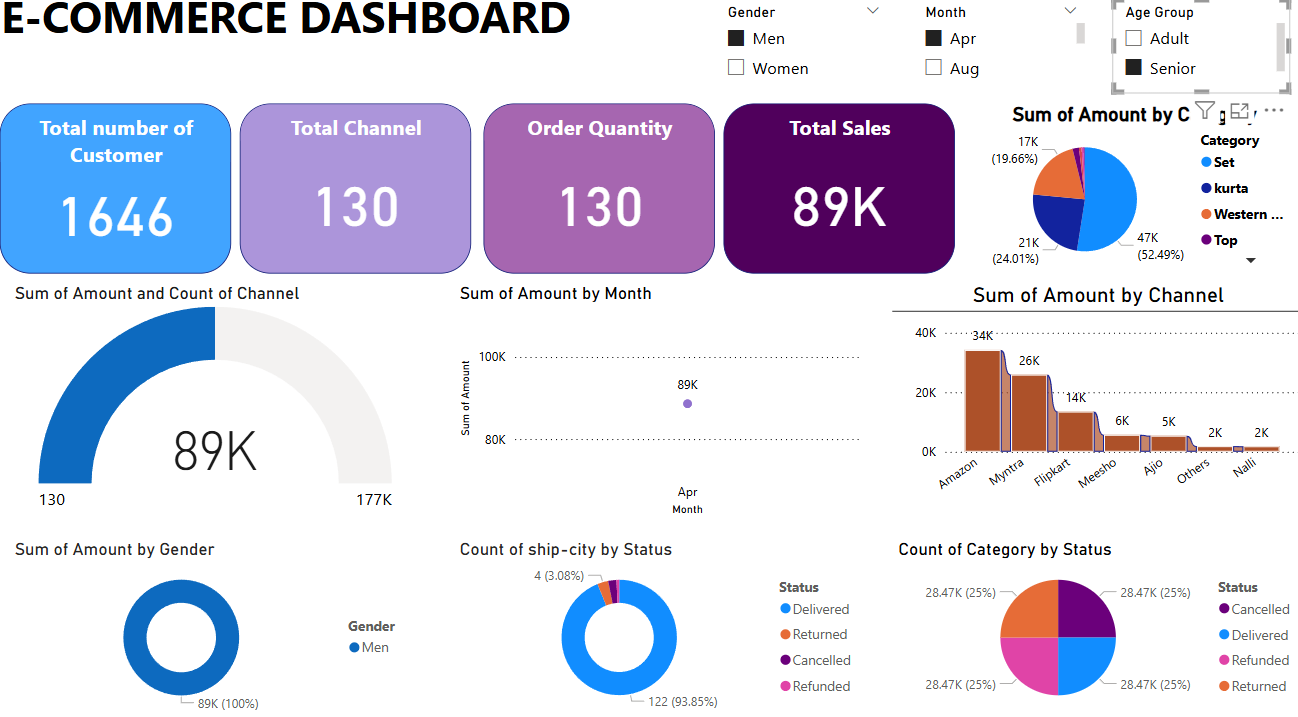 E-COMMERCE DASHBOARD
Gender
Men
Women
Month
Apr
Aug
Age Group
Adult
Senior
Total number of
Customer
1646
Total Channel
130
Order Quantity
130
Total Sales
89K
Sum of Amount by C
17K
(19.66%)
21K
(24.01%)
47K
(52.49%)
Category
Set
kurta
Western ...
Top
Sum of Amount and Count of Channel
89K
130
177K
Sum of Amount by Month
Sum of Amount
100K
80K
89K
Apr
Month
Sum of Amount by Channel
40K
20K
0K
34K
26K
14K
6K
5K
2K
2K
Amazon
Myntra
Flipkart
Meesho
Ajio
Others
Nalli
Sum of Amount by Gender
89K (100%)
Gender
Men
Count of ship-city by Status
4 (3.08%)
122 (93.85%)
Status
Delivered
Returned
Cancelled
Refunded
Count of Category by Status
28.47K (25%)
28.47K (25%)
28.47K (25%)
28.47K (25%)
Status
Cancelled
Delivered
Refunded
Returned